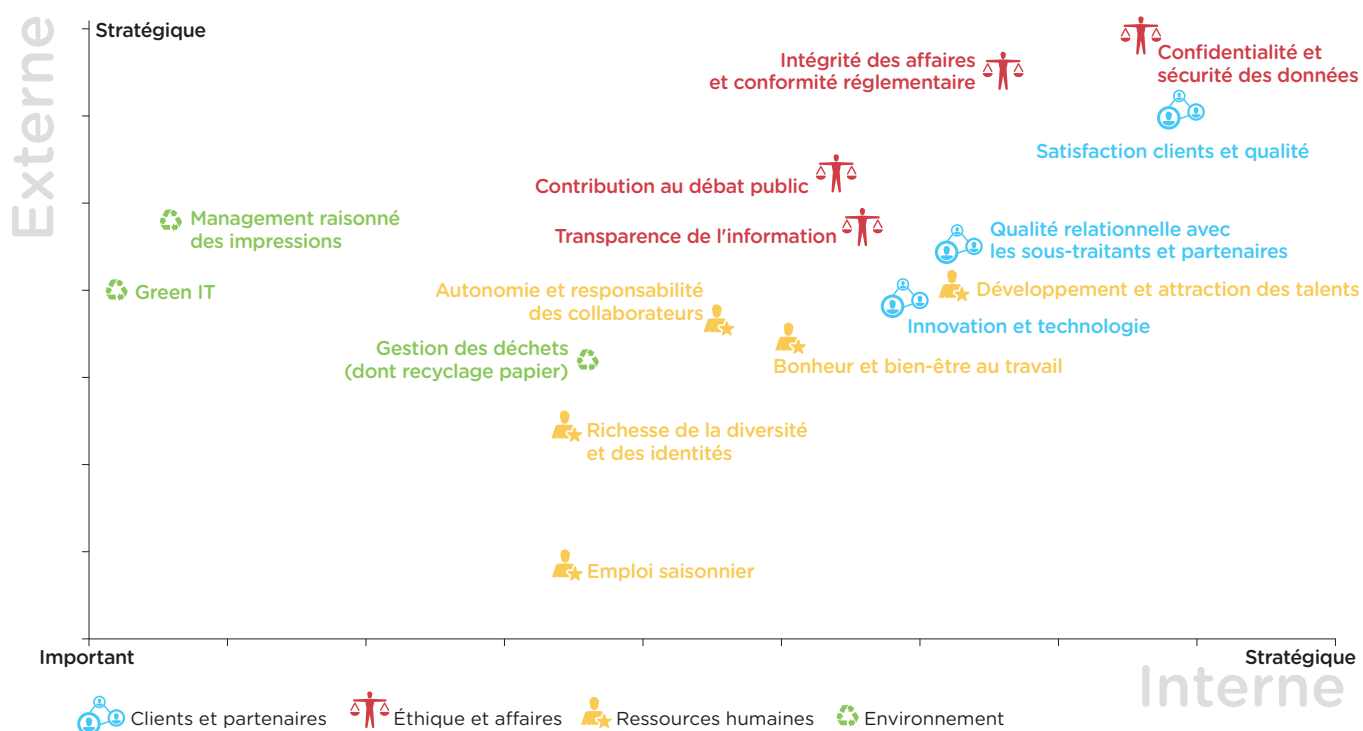 Externe
Stratégique
Intégrité des affaires
et conformité réglementaire
Confidentialité et
sécurité des données
Satisfaction clients et qualité
Contribution au débat public
Management raisonné
des impressions
Transparence de l'information
Qualité relationnelle avec
les sous-traitants et partenaires
Green IT
Autonomie et responsabilité
des collaborateurs
Développement et attraction des talents
Innovation et technologie
Gestion des déchets
(dont recyclage papier)
Bonheur et bien-être au travail
Richesse de la diversité
et des identités
Emploi saisonnier
Important
Stratégique
Interne
Clients et partenaires
Éthique et affaires
Ressources humaines
Environnement